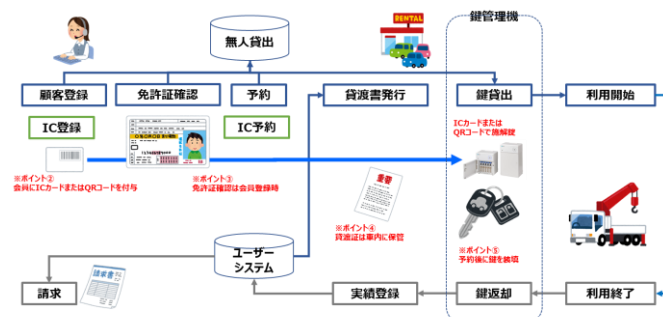 RENTAL
鍵管理機
無人貸出
顧客登録
免許証確認
予約
貸渡書発行
鍵貸出
利用開始
IC登録
IC予約
ICカードまたは
QRコードで施解錠
※ポイント②
会員にICカードまたはQRコードを付与
※ポイント③
免許証確認は会員登録時
重要
※ポイント④
貸渡証は車内に保管
※ポイント⑤
予約後に鍵を装填
ユーザー
システム
請求書
請求
実績登録
鍵返却
利用終了